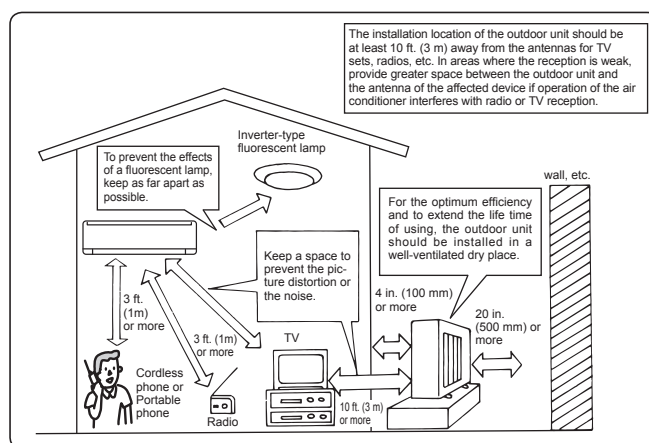 The installation location of the outdoor unit should be
at least 10 ft. (3 m) away from the antennas for TV
sets, radios, etc. In areas where the reception is weak,
provide greater space between the outdoor unit and
the antenna of the affected device if operation of the air
conditioner interferes with radio or TV reception.
Inverter-type
fluorescent lamp
To prevent the effects
of a fluorescent lamp,
keep as far apart as
possible.
wall, etc.
For the optimum efficiency
and to extend the life time
of using, the outdoor unit
should be installed in a
well-ventilated dry place.
Keep a space to
prevent the pic-
ture distortion or
the noise.
4 in. (100 mm)
or more
20 in.
(500 mm) or
more
3 ft.
(1m)
or more
3 ft. (1m)
or more
TV
Cordless
phone or
Portable
phone
Radio
10 ft. (3 m)
or more